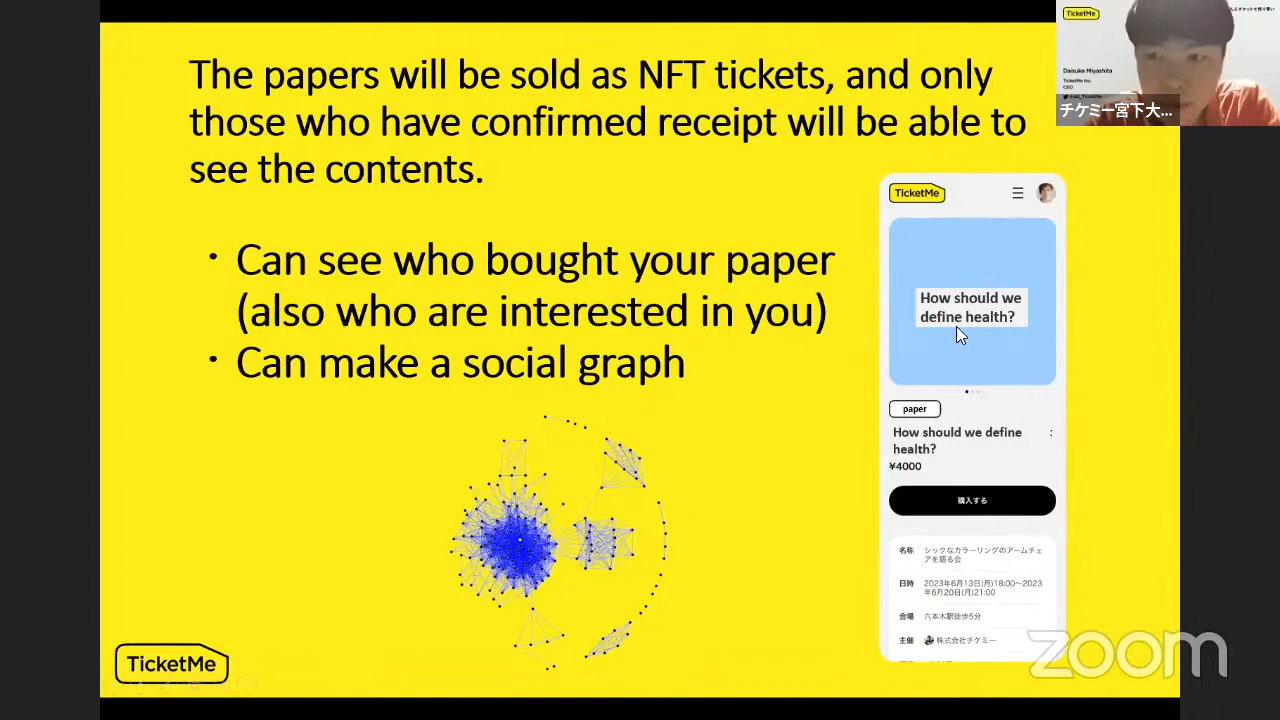 The papers will be sold as NFT tickets, and only
those who have confirmed receipt will be able to
see the contents.
・Can see who bought your paper
(also who are interested in you)
・Can make a social graph
TicketMe
TicketMe
Daisuke Miyashita
TicketMe Inc.
チケミー宮下大...
TicketMe
How should we
define health?
paper
How should we define
health?
¥4000
購入する
名称 シックなカラーリングのアームチェ
アを語る会
日時 2023年6月13日(月)18:00〜2023
年6月20日(月)21:00
会場 六本木駅徒歩5分
主催 株式会社チケミー
zoom